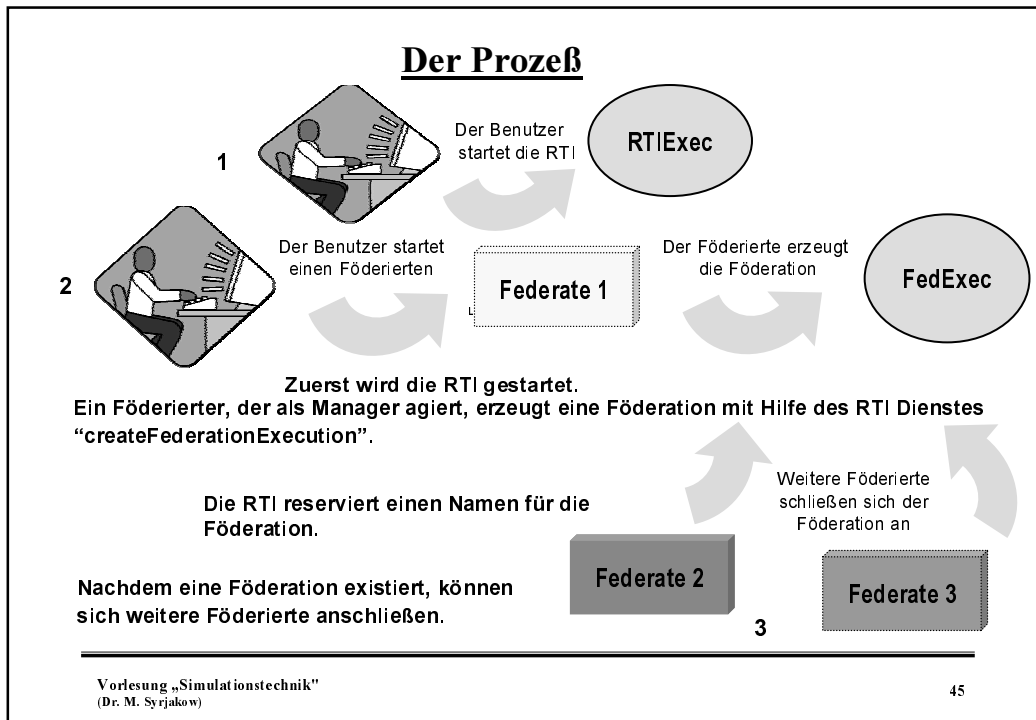 Der Prozeß
1
Der Benutzer
startet die RTI
RTIExec
2
Der Benutzer startet
einen Föderierten
Federate 1
Der Föderierte erzeugt
die Föderation
FedExec
Zuerst wird die RTI gestartet.
Ein Föderierter, der als Manager agiert, erzeugt eine Föderation mit Hilfe des RTI Dienstes
“createFederationExecution”.
Die RTI reserviert einen Namen für die
Föderation.
Weitere Föderierte
schließen sich der
Föderation an
Nachdem eine Föderation existiert, können
sich weitere Föderierte anschließen.
Federate 2
Federate 3
3
Vorlesung „Simulationstechnik"
(Dr. M. Syrjakow)
45